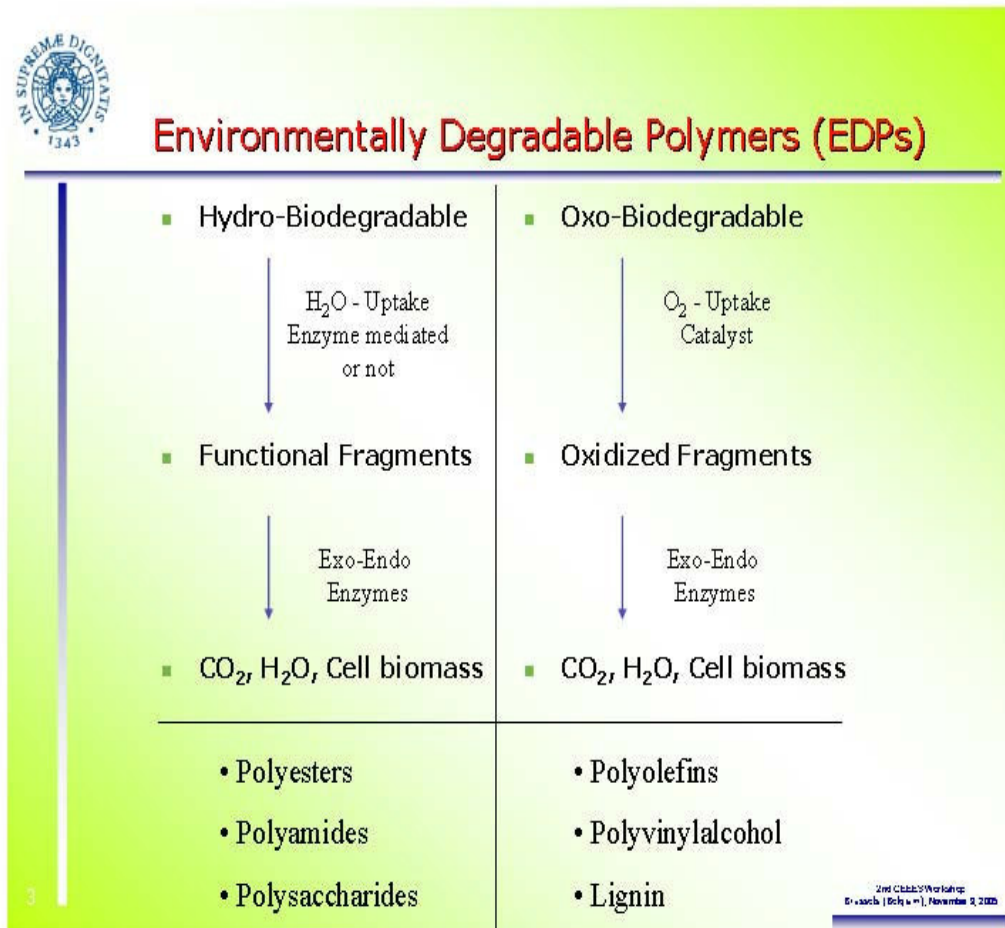 IN SUPREMÆ DIGNITATIS
1343
Environmentally Degradable Polymers (EDPs)
Hydro-Biodegradable
H₂O - Uptake
Enzyme mediated
or not
Functional Fragments
Exo-Endo
Enzymes
CO₂, H₂O, Cell biomass
• Polyesters
• Polyamides
• Polysaccharides
Oxo-Biodegradable
O₂ - Uptake
Catalyst
Oxidized Fragments
Exo-Endo
Enzymes
CO₂, H₂O, Cell biomass
• Polyolefins
• Polyvinylalcohol
• Lignin
3
2nd Workshop
Brussels (Belgium), November 9, 2005